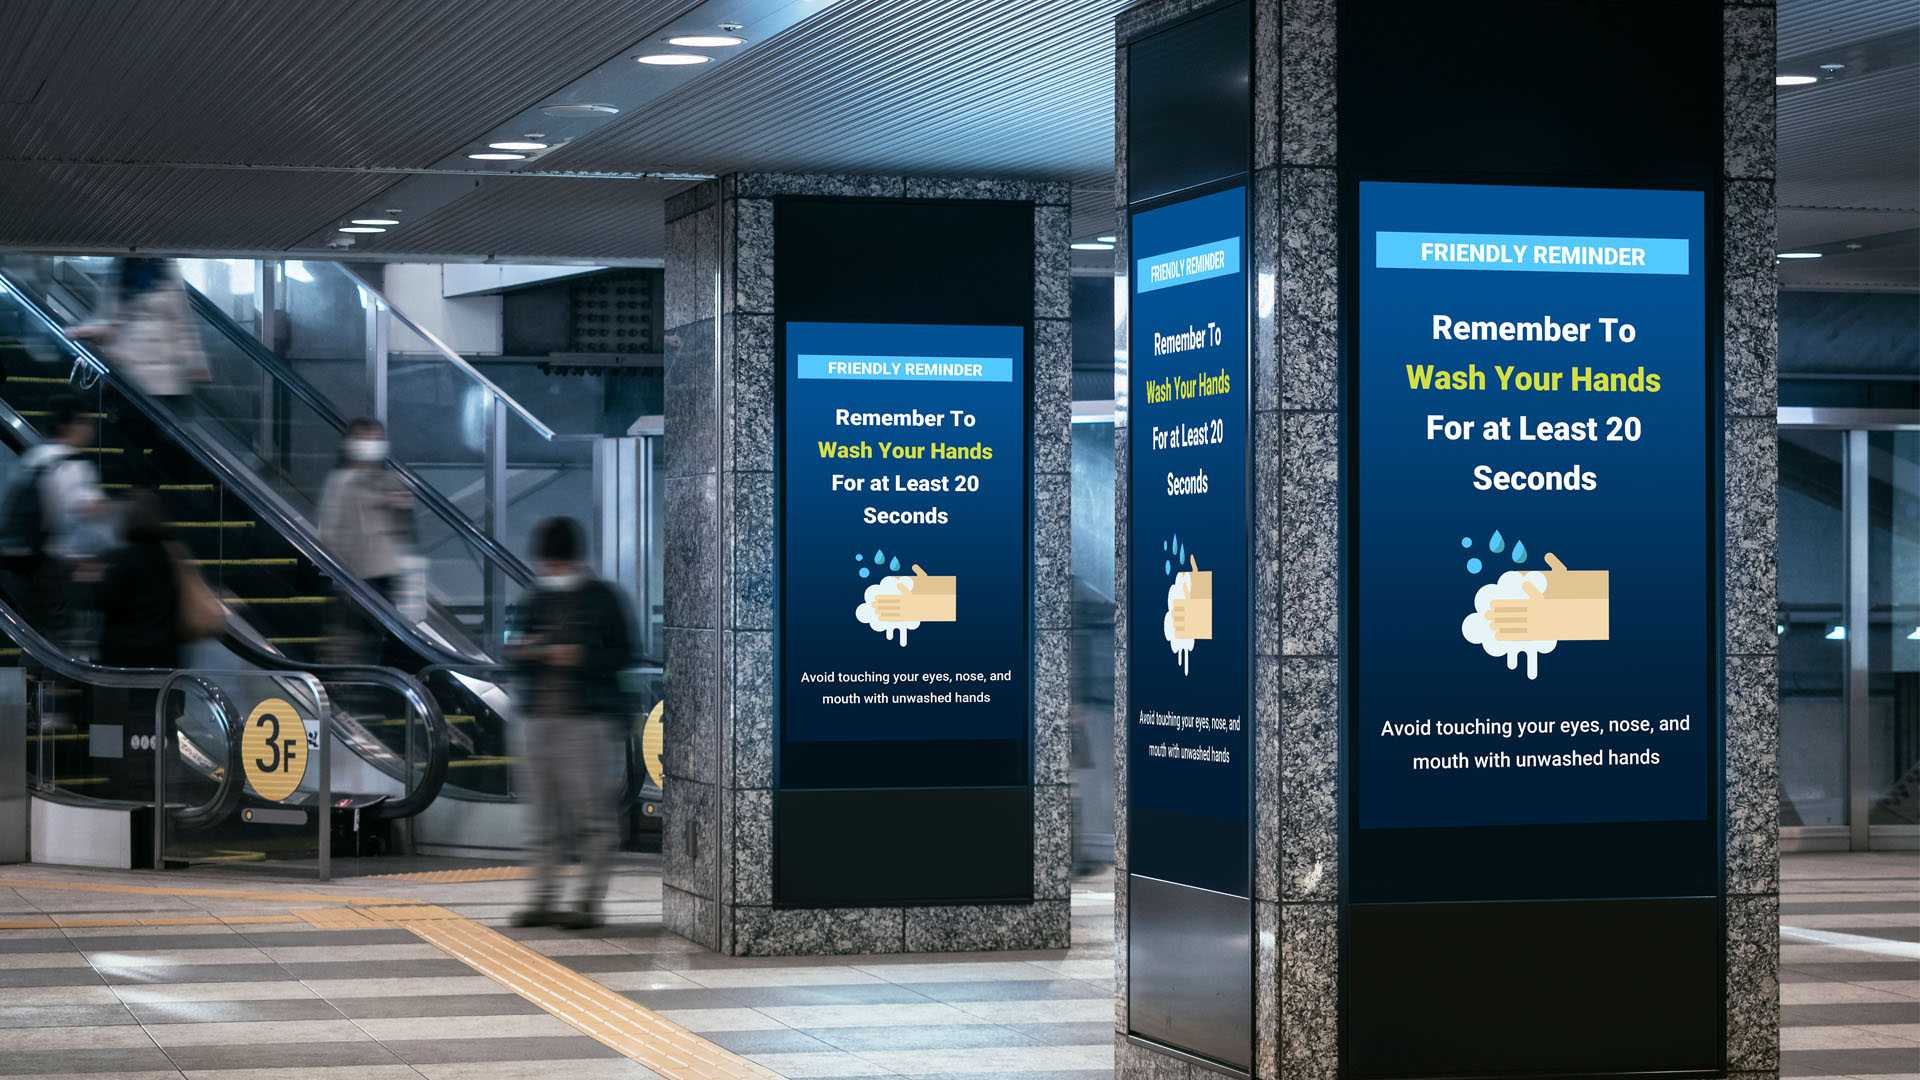 FRIENDLY REMINDER
Remember To
Wash Your Hands
For at Least 20
Seconds
Avoid touching your eyes, nose, and
mouth with unwashed hands
FRIENDLY REMINDER
Remember To
Wash Your Hands
For at Least 20
Seconds
Avoid touching your eyes, nose, and
mouth with unwashed hands
FRIENDLY REMINDER
Remember To
Wash Your Hands
For at Least 20
Seconds
Avoid touching your eyes, nose, and
mouth with unwashed hands
3F